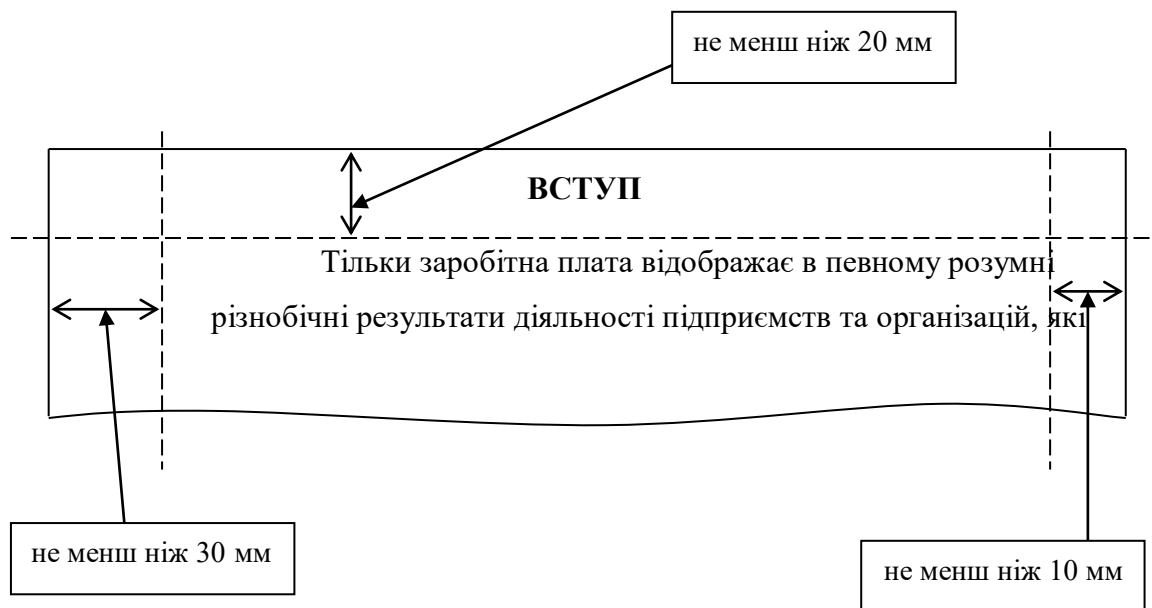 не менш ніж 20 мм
ВСТУП
Тільки заробітна плата відображає в певному розумні
різнобічні результати діяльності підприємств та організацій, які
не менш ніж 30 мм
не менш ніж 10 мм